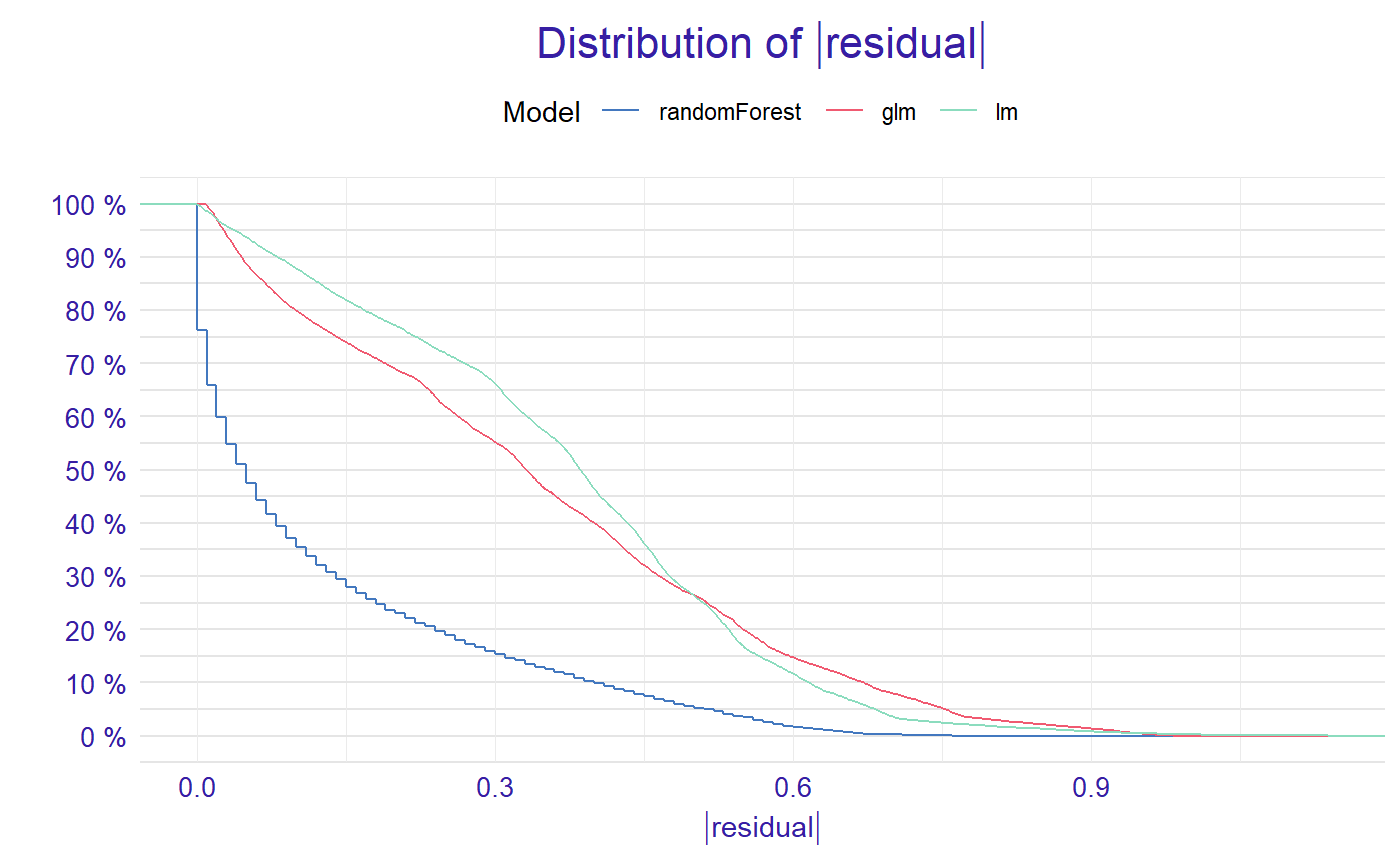 Distribution of |residual|
Model randomForest glm lm
100 %
90 %
80 %
70 %
60 %
50 %
40 %
30 %
20 %
10 %
0 %
0.0 0.3 0.6 0.9
|residual|